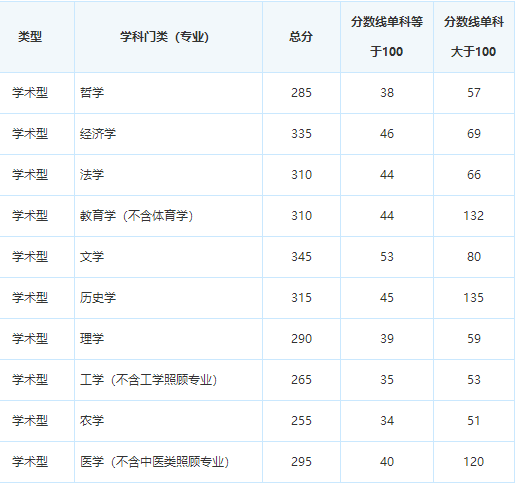 类型 学科门类（专业） 总分 分数线单科等于100 分数线单科大于100
学术型 哲学 285 38 57
学术型 经济学 335 46 69
学术型 法学 310 44 66
学术型 教育学（不含体育学） 310 44 132
学术型 文学 345 53 80
学术型 历史学 315 45 135
学术型 理学 290 39 59
学术型 工学（不含工学照顾专业） 265 35 53
学术型 农学 255 34 51
学术型 医学（不含中医类照顾专业） 295 40 120